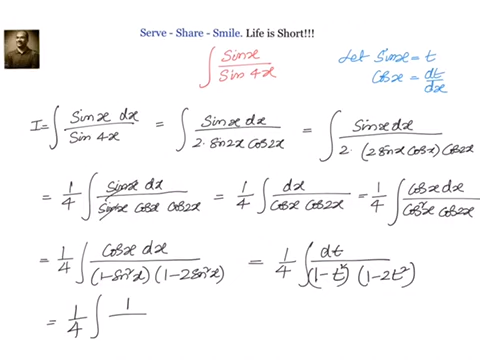 Serve - Share - Smile. Life is Short!!!
∫ Sinx / Sin 4x
Let Sinx = t
Cosx = dt/dx
I = ∫ Sinx dx / Sin 4x = ∫ Sinx dx / 2 · Sin2x Cos2x = ∫ Sinx dx / 2 · (2 Sinx Cosx) Cos2x
= 1/4 ∫ Sinx dx / Sinx Cosx Cos2x = 1/4 ∫ dx / Cosx Cos2x = 1/4 ∫ Cosx dx / Cos²x Cos2x
= 1/4 ∫ Cosx dx / (1 - Sin²x) (1 - 2Sin²x) = 1/4 ∫ dt / (1 - t²) (1 - 2t²)
= 1/4 ∫ 1 /